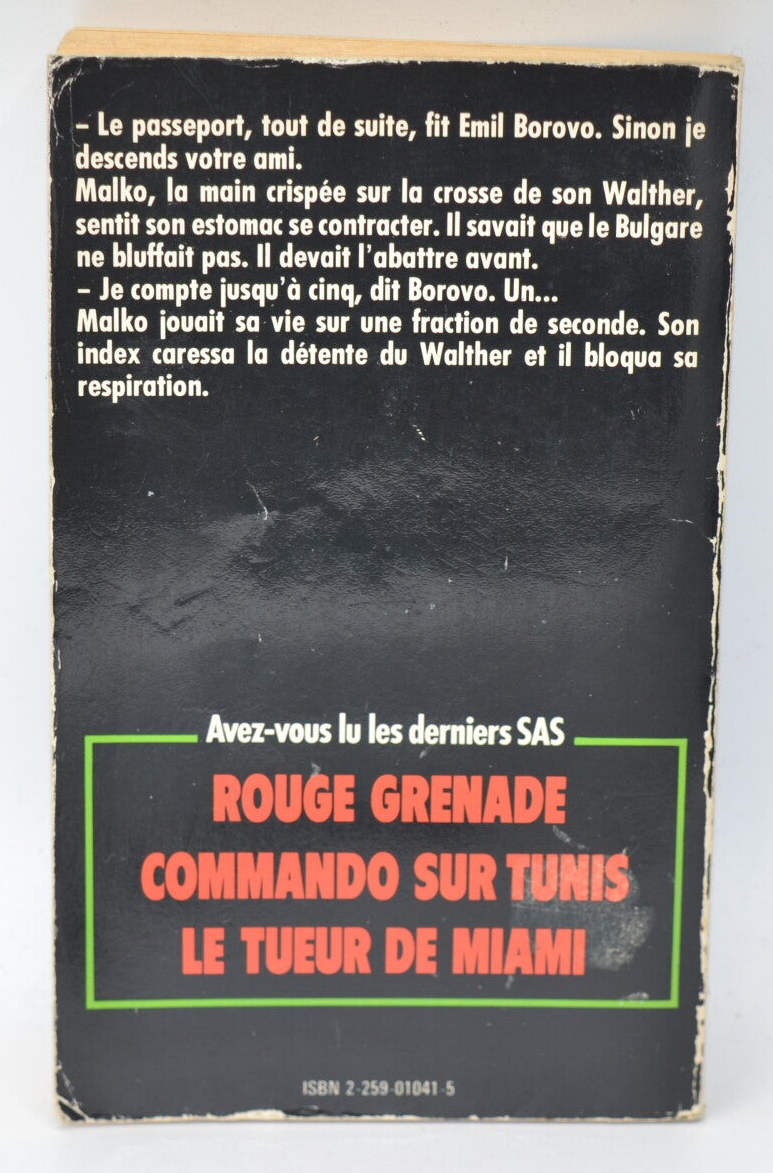 – Le passeport, tout de suite, fit Emil Borovo. Sinon je
descends votre ami.
Malko, la main crispée sur la crosse de son Walther,
sentit son estomac se contracter. Il savait que le Bulgare
ne bluffait pas. Il devait l'abattre avant.
– Je compte jusqu'à cinq, dit Borovo. Un...
Malko jouait sa vie sur une fraction de seconde. Son
index caressa la détente du Walther et il bloqua sa
respiration.
Avez-vous lu les derniers SAS
ROUGE GRENADE
COMMANDO SUR TUNIS
LE TUEUR DE MIAMI
ISBN 2-259-01041-5